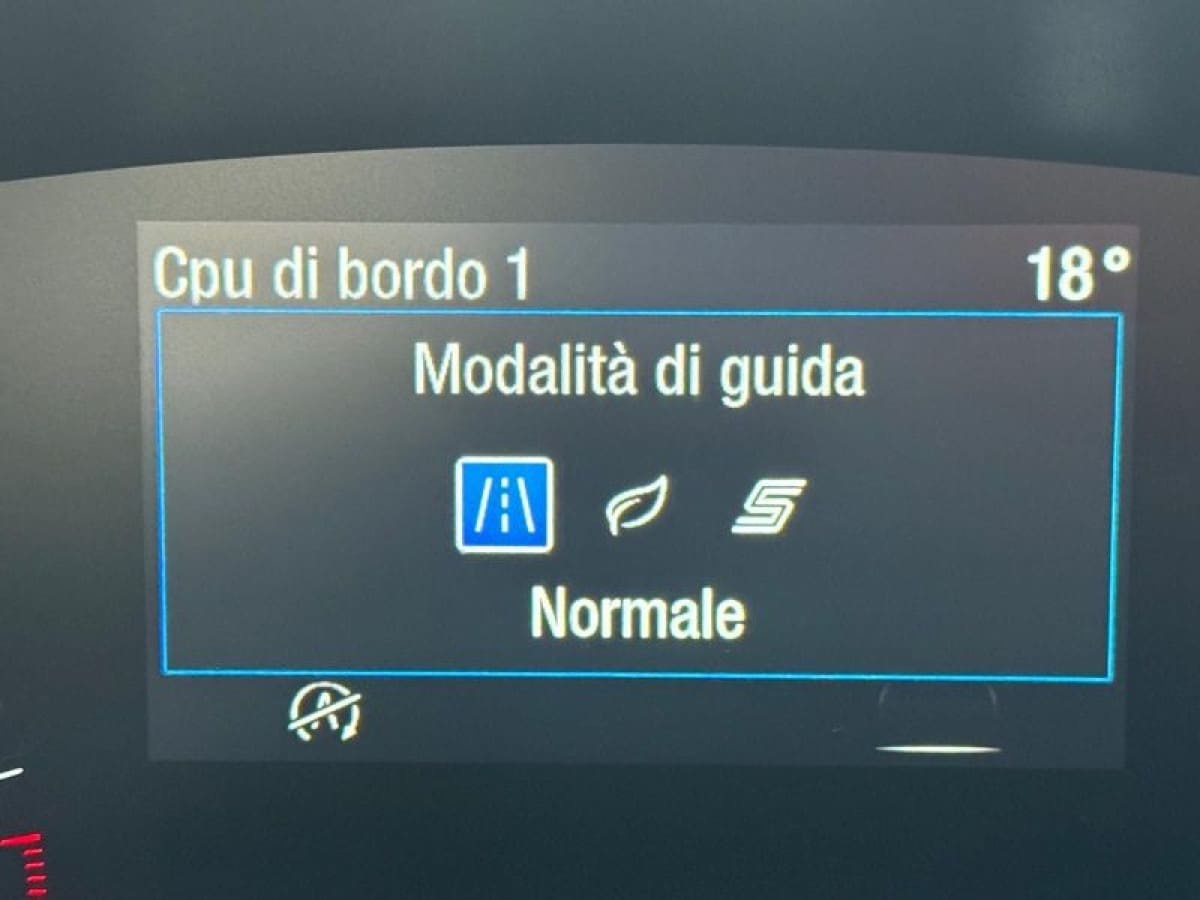 Cpu di bordo 1
18°
Modalità di guida
Normale